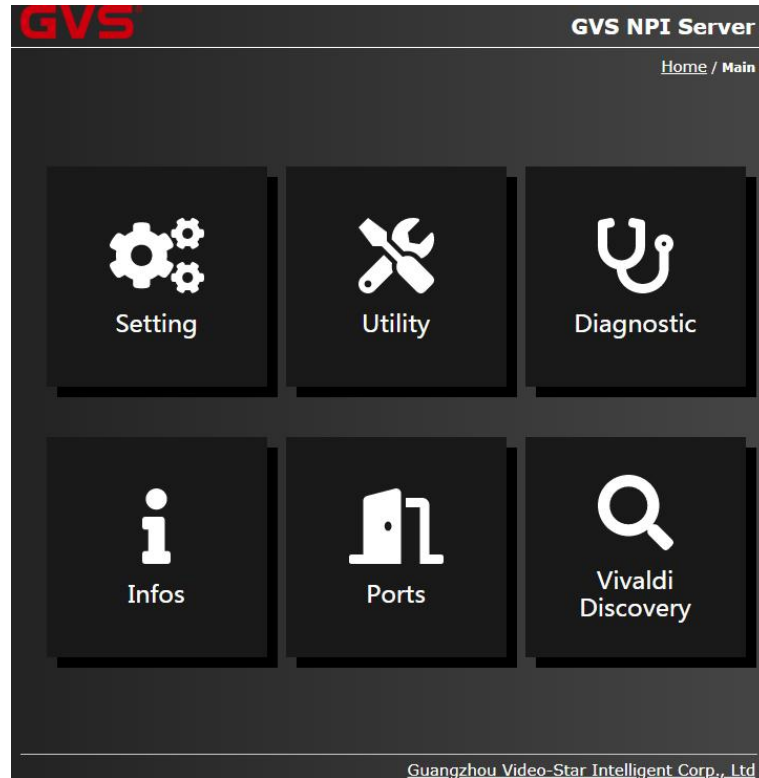 GVS
GVS NPI Server
Home / Main
Setting
Utility
Diagnostic
Infos
Ports
Vivaldi
Discovery
Guangzhou Video-Star Intelligent Corp., Ltd